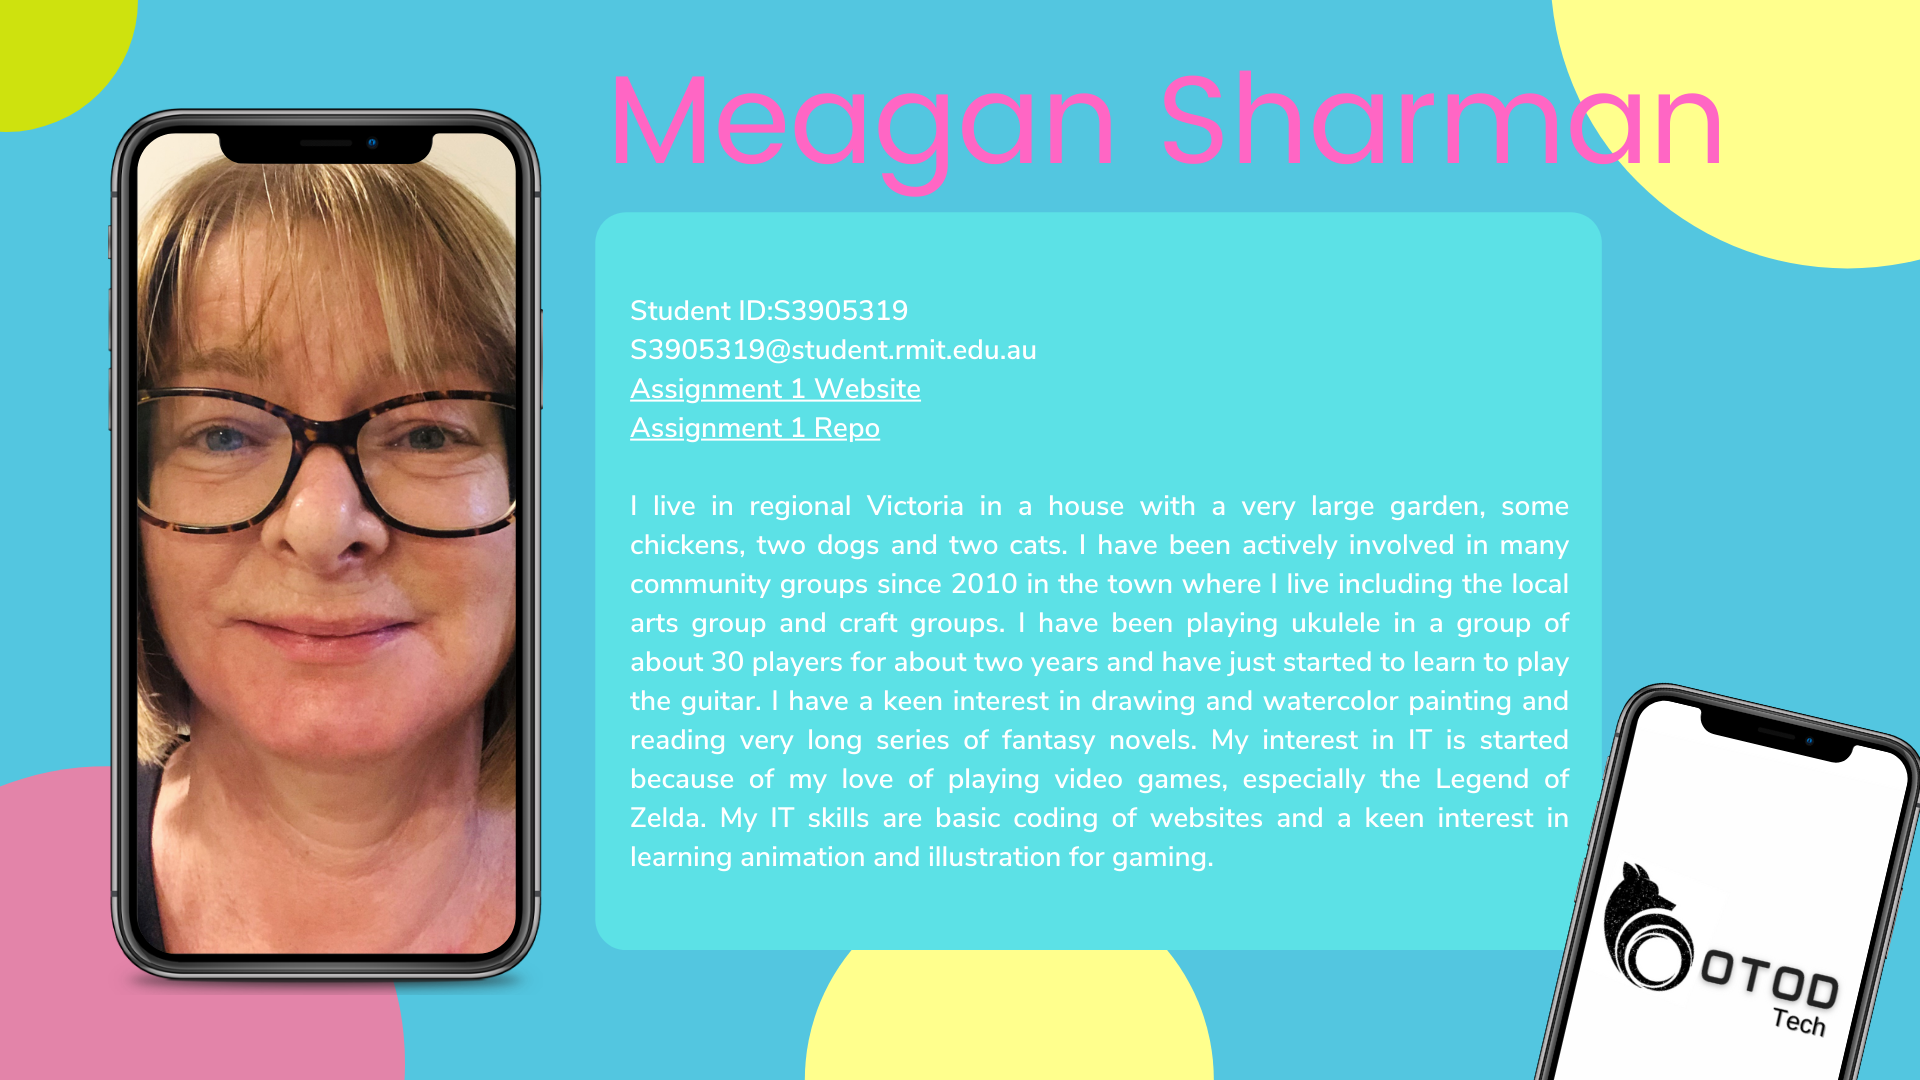 Meagan Sharman
Student ID:S3905319
S3905319@student.rmit.edu.au
Assignment 1 Website
Assignment 1 Repo
I live in regional Victoria in a house with a very large garden, some
chickens, two dogs and two cats. I have been actively involved in many
community groups since 2010 in the town where I live including the local
arts group and craft groups. I have been playing ukulele in a group of
about 30 players for about two years and have just started to learn to play
the guitar. I have a keen interest in drawing and watercolor painting and
reading very long series of fantasy novels. My interest in IT is started
because of my love of playing video games, especially the Legend of
Zelda. My IT skills are basic coding of websites and a keen interest in
learning animation and illustration for gaming.
OTOD
Tech